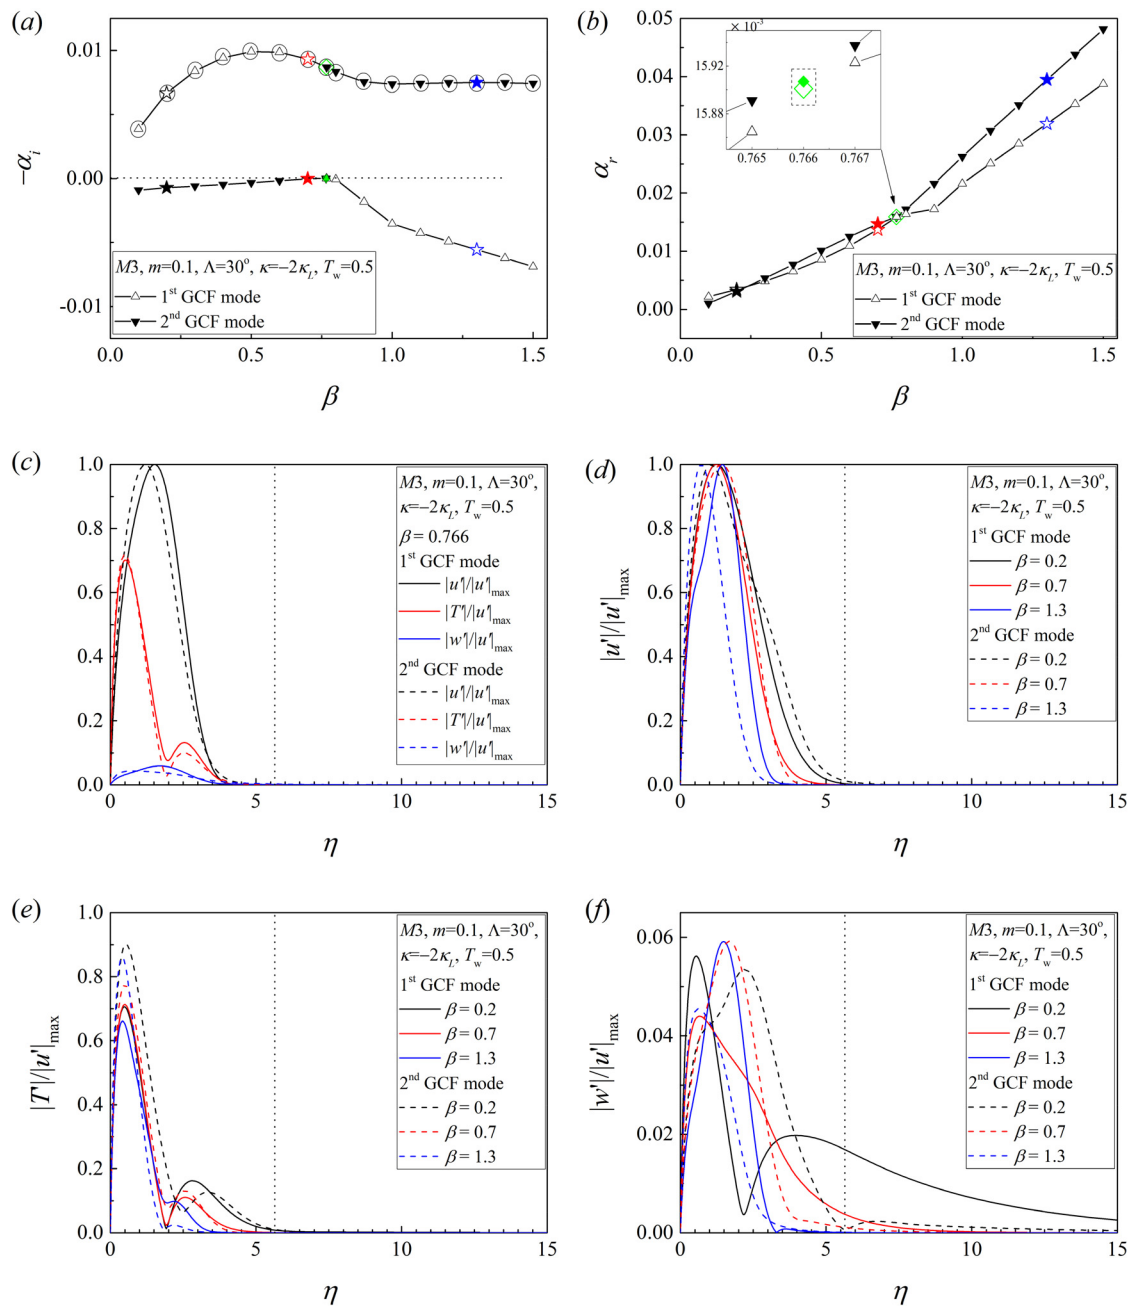 (a)
0.01
0.00
-0.01
−αᵢ
M3, m=0.1, Λ=30°, κ=−2κ_L, T_w=0.5
1st GCF mode
2nd GCF mode
0.0 0.5 1.0 1.5
β
(b)
0.05
0.04
0.03
0.02
0.01
0.00
α_r
× 10⁻³
15.92
15.88
0.765 0.766 0.767
M3, m=0.1, Λ=30°, κ=−2κ_L, T_w=0.5
1st GCF mode
2nd GCF mode
0.0 0.5 1.0 1.5
β
(c)
1.0
0.8
0.6
0.4
0.2
0.0
M3, m=0.1, Λ=30°,
κ=−2κ_L, T_w=0.5
β = 0.766
1st GCF mode
|u'|/|u'|max
|T'|/|u'|max
|w'|/|u'|max
2nd GCF mode
|u'|/|u'|max
|T'|/|u'|max
|w'|/|u'|max
0 5 10 15
η
(d)
1.0
0.8
0.6
0.4
0.2
0.0
|u'|/|u'|max
M3, m=0.1, Λ=30°,
κ=−2κ_L, T_w=0.5
1st GCF mode
β = 0.2
β = 0.7
β = 1.3
2nd GCF mode
β = 0.2
β = 0.7
β = 1.3
0 5 10 15
η
(e)
1.0
0.8
0.6
0.4
0.2
0.0
|T'|/|u'|max
M3, m=0.1, Λ=30°,
κ=−2κ_L, T_w=0.5
1st GCF mode
β = 0.2
β = 0.7
β = 1.3
2nd GCF mode
β = 0.2
β = 0.7
β = 1.3
0 5 10 15
η
(f)
0.06
0.04
0.02
0.00
|w'|/|u'|max
M3, m=0.1, Λ=30°,
κ=−2κ_L, T_w=0.5
1st GCF mode
β = 0.2
β = 0.7
β = 1.3
2nd GCF mode
β = 0.2
β = 0.7
β = 1.3
0 5 10 15
η